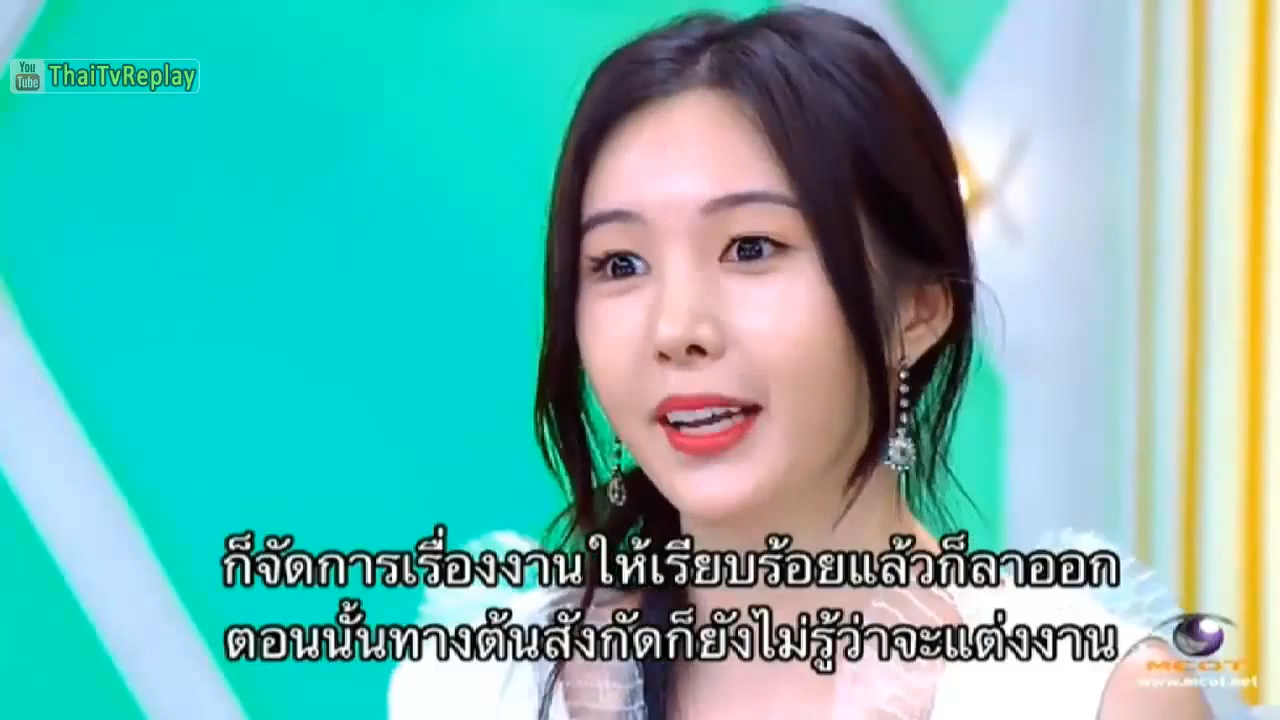 You
Tube
ThaiTvReplay
ก็จัดการเรื่องงาน ให้เรียบร้อยแล้วก็ลาออก
ตอนนั้นทางต้นสังกัดก็ยังไม่รู้ว่าจะแต่งงาน
MCOT
www.mcot.net